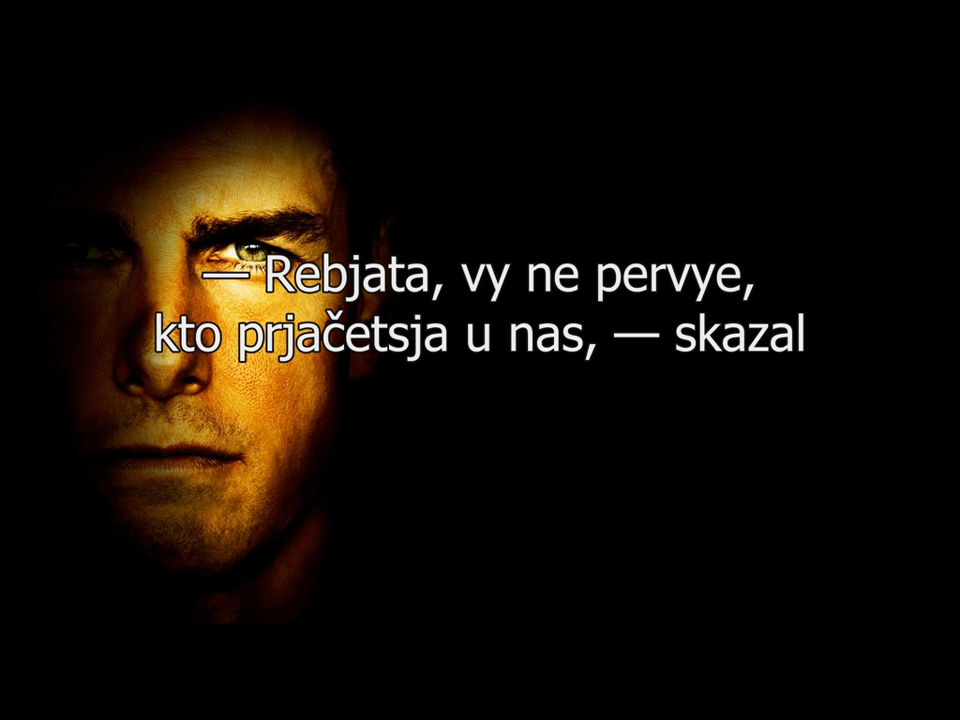 — Rebjata, vy ne pervye,
kto prjačetsja u nas, — skazal